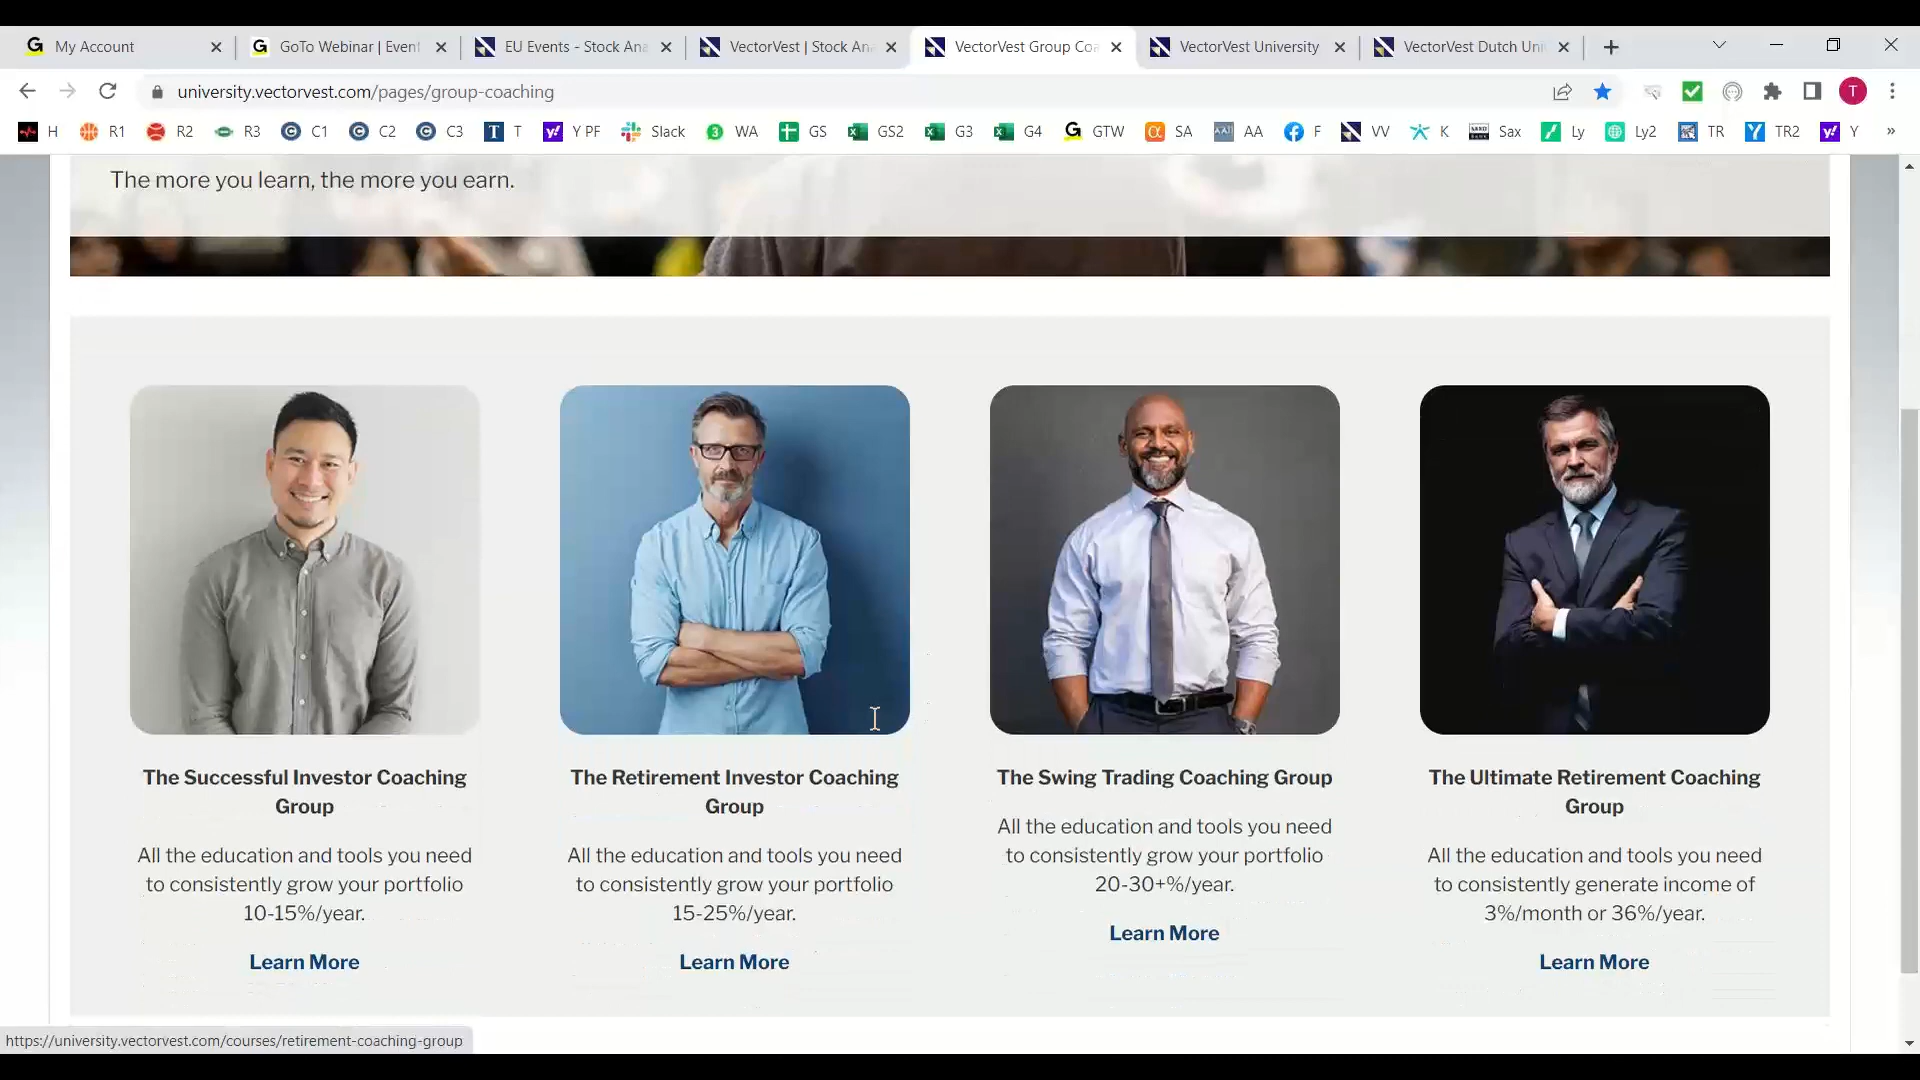 My Account
GoTo Webinar | Event
EU Events - Stock Ana
VectorVest | Stock Ana
VectorVest Group Coa
VectorVest University
VectorVest Dutch Uni
university.vectorvest.com/pages/group-coaching
T
H R1 R2 R3 C1 C2 C3 T Y PF Slack WA GS GS2 G3 G4 GTW SA AA F VV K Sax Ly Ly2 TR TR2 Y »
The more you learn, the more you earn.
The Successful Investor Coaching
Group
All the education and tools you need
to consistently grow your portfolio
10-15%/year.
Learn More
The Retirement Investor Coaching
Group
All the education and tools you need
to consistently grow your portfolio
15-25%/year.
Learn More
The Swing Trading Coaching Group
All the education and tools you need
to consistently grow your portfolio
20-30+%/year.
Learn More
The Ultimate Retirement Coaching
Group
All the education and tools you need
to consistently generate income of
3%/month or 36%/year.
Learn More
https://university.vectorvest.com/courses/retirement-coaching-group